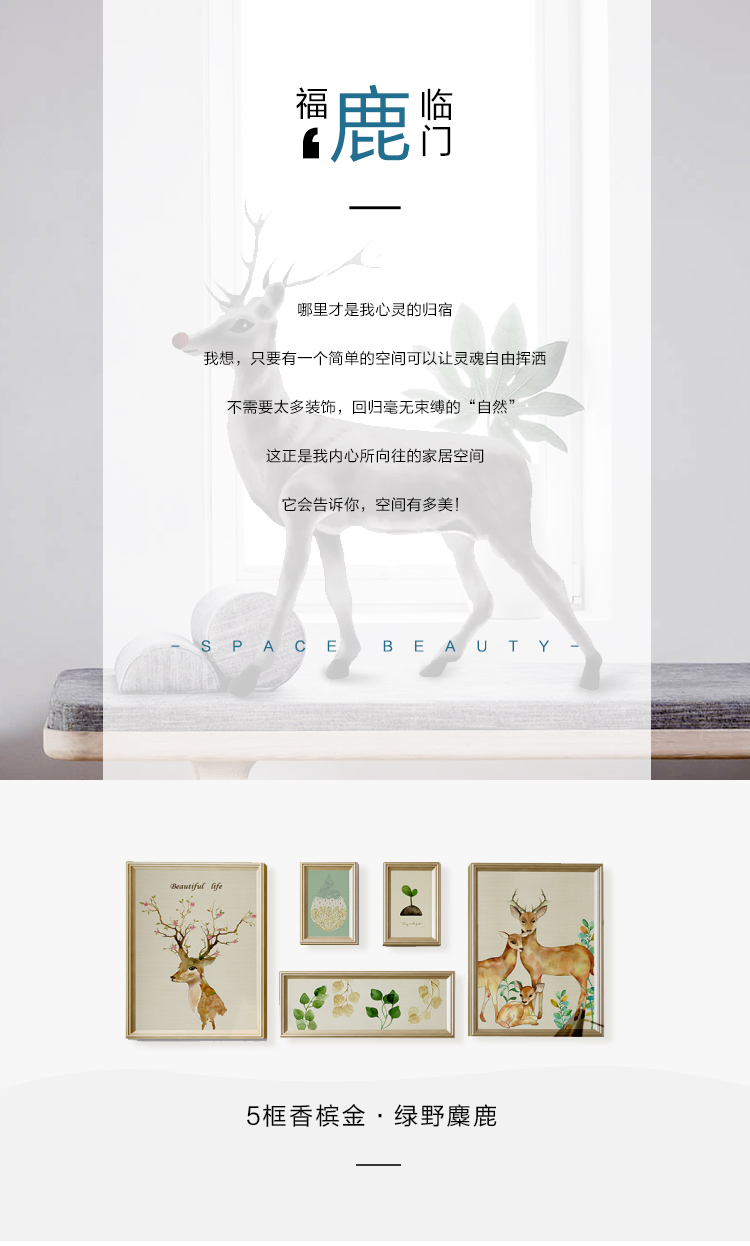 福鹿临门
哪里才是我心灵的归宿
我想，只要有一个简单的空间可以让灵魂自由挥洒
不需要太多装饰，回归毫无束缚的“自然”
这正是我内心所向往的家居空间
它会告诉你，空间有多美！
- SPACE BEAUTY -
Beautiful life
5框香槟金·绿野麋鹿